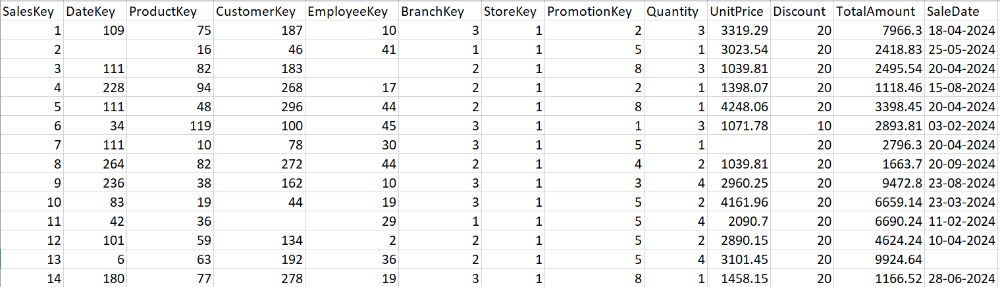 SalesKey DateKey ProductKey CustomerKey EmployeeKey BranchKey StoreKey PromotionKey Quantity UnitPrice Discount TotalAmount SaleDate
1 109 75 187 10 3 1 2 3 3319.29 20 7966.3 18-04-2024
2 16 46 41 1 1 5 1 3023.54 20 2418.83 25-05-2024
3 111 82 183 2 1 8 3 1039.81 20 2495.54 20-04-2024
4 228 94 268 17 2 1 2 1 1398.07 20 1118.46 15-08-2024
5 111 48 296 44 2 1 8 1 4248.06 20 3398.45 20-04-2024
6 34 119 100 45 3 1 1 3 1071.78 10 2893.81 03-02-2024
7 111 10 78 30 3 1 5 1 20 2796.3 20-04-2024
8 264 82 272 44 2 1 4 2 1039.81 20 1663.7 20-09-2024
9 236 38 162 10 3 1 3 4 2960.25 20 9472.8 23-08-2024
10 83 19 44 19 3 1 5 2 4161.96 20 6659.14 23-03-2024
11 42 36 29 1 1 5 4 2090.7 20 6690.24 11-02-2024
12 101 59 134 2 2 1 5 2 2890.15 20 4624.24 10-04-2024
13 6 63 192 36 2 1 5 4 3101.45 20 9924.64
14 180 77 278 19 3 1 8 1 1458.15 20 1166.52 28-06-2024